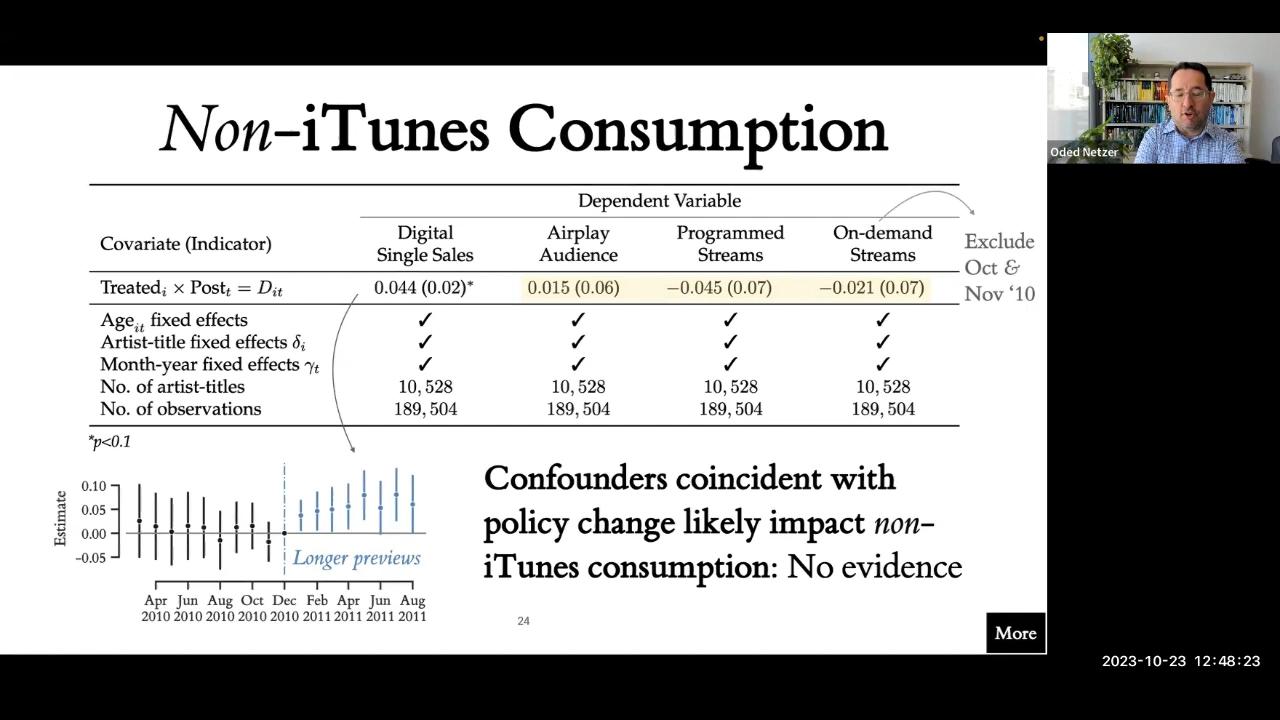 Non-iTunes Consumption
Dependent Variable
Covariate (Indicator)
Digital
Single Sales
Airplay
Audience
Programmed
Streams
On-demand
Streams
Treatedᵢ × Postₜ = Dᵢₜ 0.044 (0.02)* 0.015 (0.06) −0.045 (0.07) −0.021 (0.07)
Ageᵢₜ fixed effects ✓ ✓ ✓ ✓
Artist-title fixed effects δᵢ ✓ ✓ ✓ ✓
Month-year fixed effects γₜ ✓ ✓ ✓ ✓
No. of artist-titles 10, 528 10, 528 10, 528 10, 528
No. of observations 189, 504 189, 504 189, 504 189, 504
*p<0.1
Exclude
Oct &
Nov ‘10
Estimate
0.10
0.05
0.00
−0.05
Longer previews
Apr Jun Aug Oct Dec Feb Apr Jun Aug
2010 2010 2010 2010 2010 2011 2011 2011 2011
Confounders coincident with
policy change likely impact non-
iTunes consumption: No evidence
24
More
Oded Netzer
2023-10-23 12:48:23